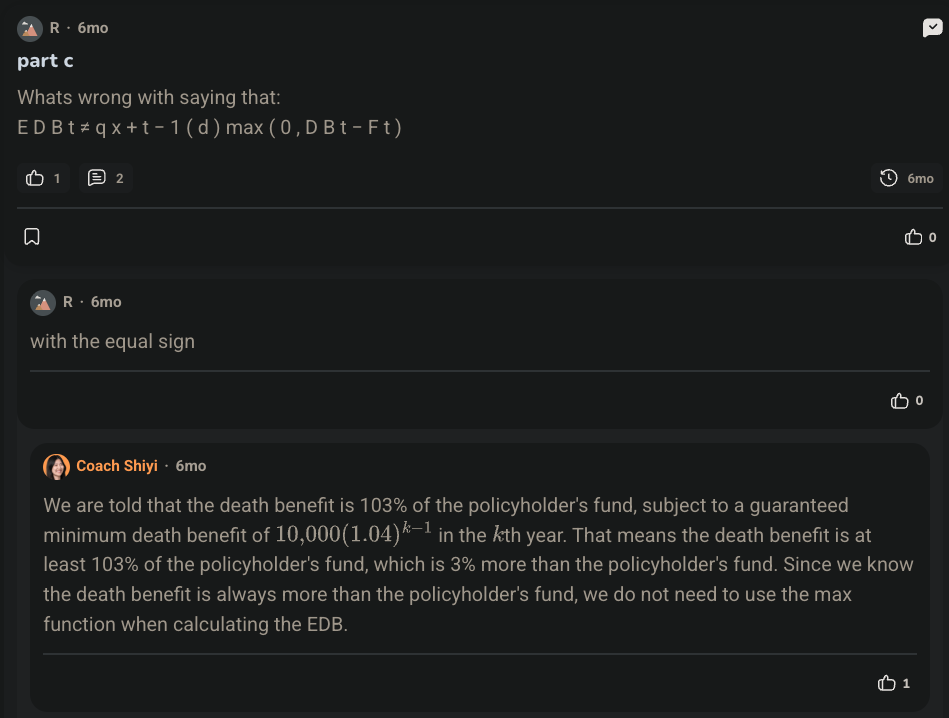 R · 6mo
part c
Whats wrong with saying that:
E D B t ≠ q x + t − 1 ( d ) max ( 0 , D B t − F t )
1
2
6mo
0
R · 6mo
with the equal sign
0
Coach Shiyi · 6mo
We are told that the death benefit is 103% of the policyholder's fund, subject to a guaranteed
minimum death benefit of 10,000(1.04)^{k−1} in the kth year. That means the death benefit is at
least 103% of the policyholder's fund, which is 3% more than the policyholder's fund. Since we know
the death benefit is always more than the policyholder's fund, we do not need to use the max
function when calculating the EDB.
1